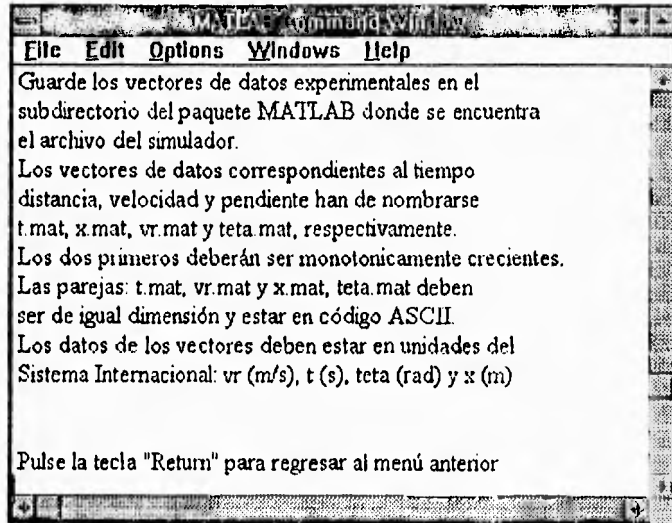 MATLAB Command Window
File Edit Options Windows Help
Guarde los vectores de datos experimentales en el
subdirectorio del paquete MATLAB donde se encuentra
el archivo del simulador.
Los vectores de datos correspondientes al tiempo
distancia, velocidad y pendiente han de nombrarse
t.mat, x.mat, vr.mat y teta.mat, respectivamente.
Los dos primeros deberán ser monotonicamente crecientes.
Las parejas: t.mat, vr.mat y x.mat, teta.mat deben
ser de igual dimensión y estar en código ASCII.
Los datos de los vectores deben estar en unidades del
Sistema Internacional: vr (m/s), t (s), teta (rad) y x (m)
Pulse la tecla "Return" para regresar al menú anterior